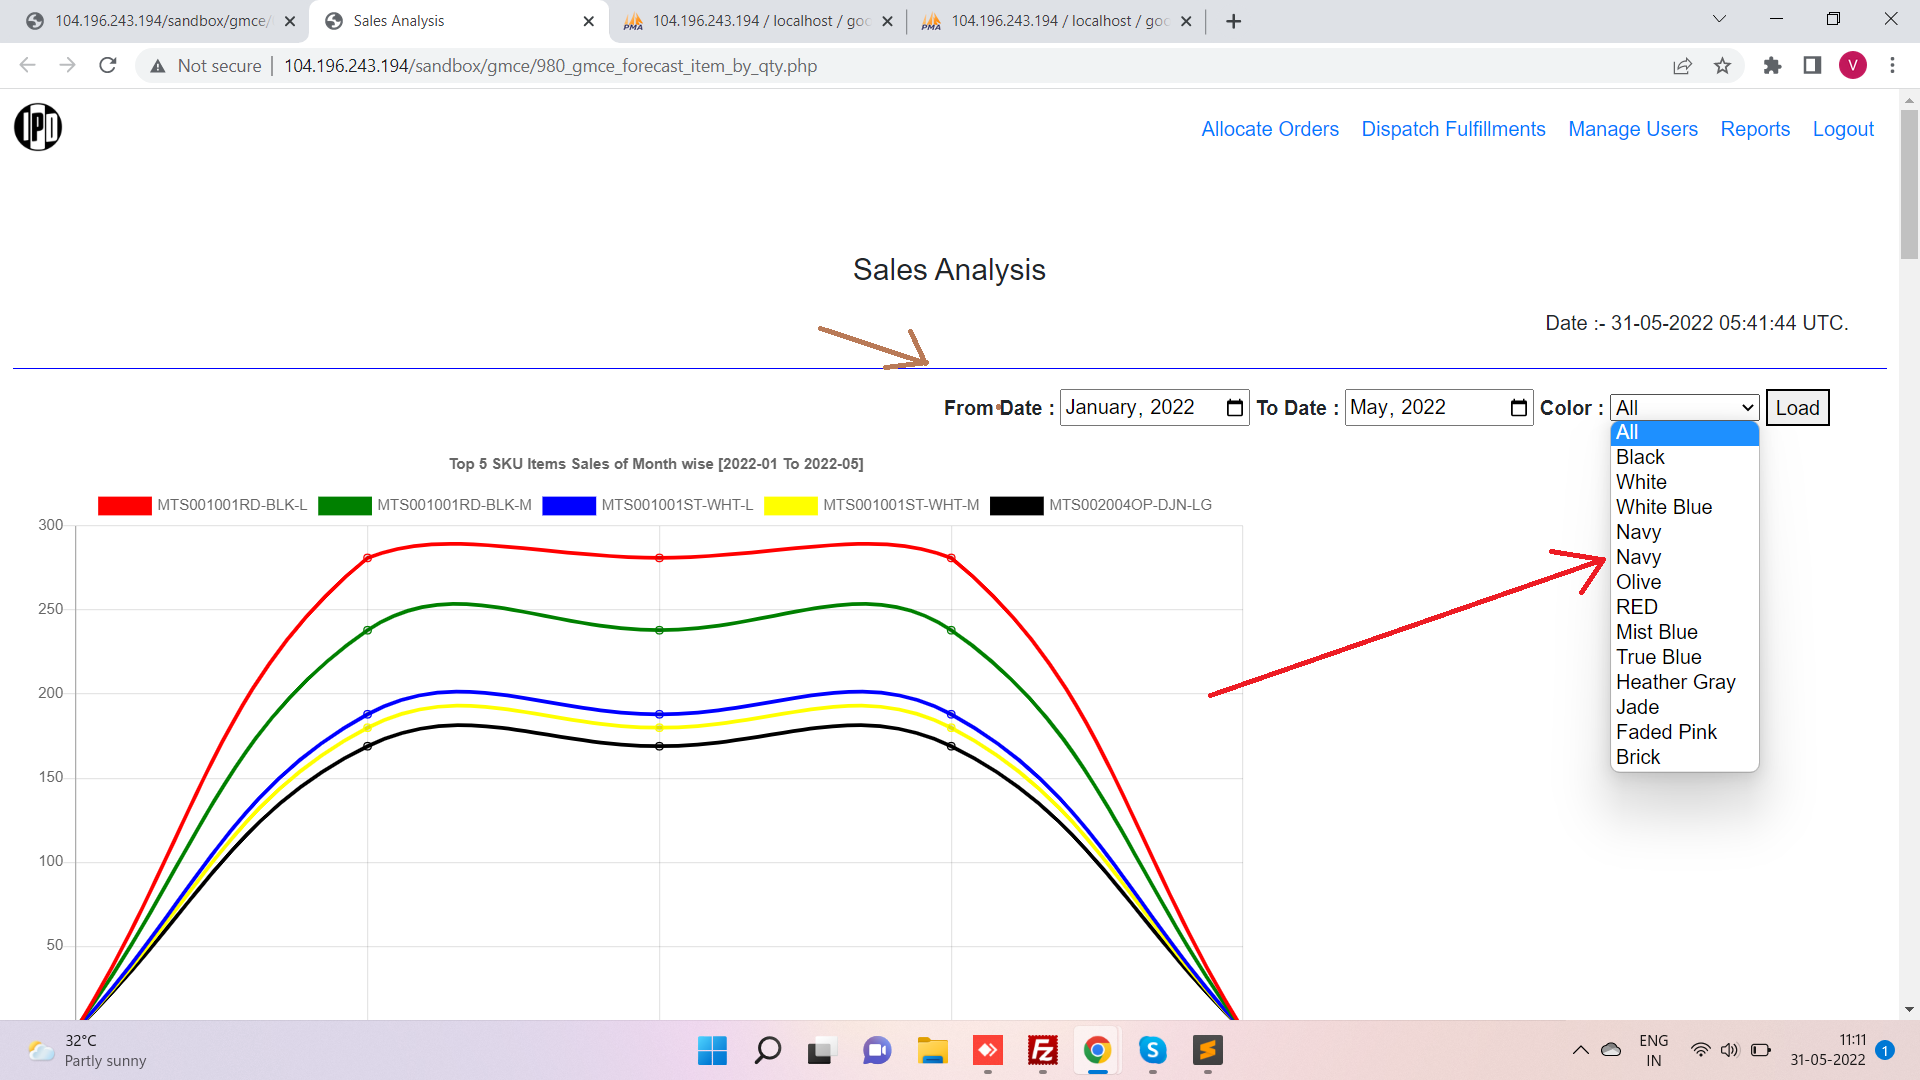 104.196.243.194/sandbox/gmce/
Sales Analysis
104.196.243.194 / localhost / goo
104.196.243.194 / localhost / goo
Not secure
104.196.243.194/sandbox/gmce/980_gmce_forecast_item_by_qty.php
V
IPD
Allocate Orders Dispatch Fulfillments Manage Users Reports Logout
Sales Analysis
Date :- 31-05-2022 05:41:44 UTC.
From Date : January, 2022 To Date : May, 2022 Color : All Load
All
Black
White
White Blue
Navy
Navy
Olive
RED
Mist Blue
True Blue
Heather Gray
Jade
Faded Pink
Brick
Top 5 SKU Items Sales of Month wise [2022-01 To 2022-05]
MTS001001RD-BLK-L MTS001001RD-BLK-M MTS001001ST-WHT-L MTS001001ST-WHT-M MTS002004OP-DJN-LG
300
250
200
150
100
50
32°C
Partly sunny
ENG
IN
11:11
31-05-2022
1